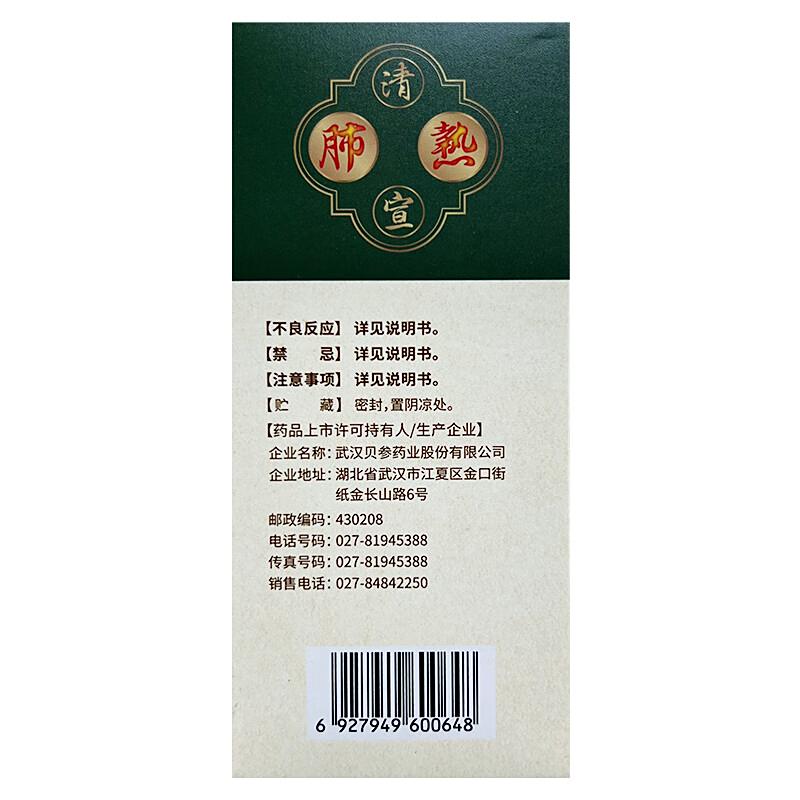 清
肺 熱
宣
【不良反应】 详见说明书。
【禁 忌】 详见说明书。
【注意事项】 详见说明书。
【贮 藏】 密封,置阴凉处。
【药品上市许可持有人/生产企业】
企业名称: 武汉贝参药业股份有限公司
企业地址: 湖北省武汉市江夏区金口街
纸金长山路6号
邮政编码: 430208
电话号码: 027-81945388
传真号码: 027-81945388
销售电话: 027-84842250
6 927949 600648